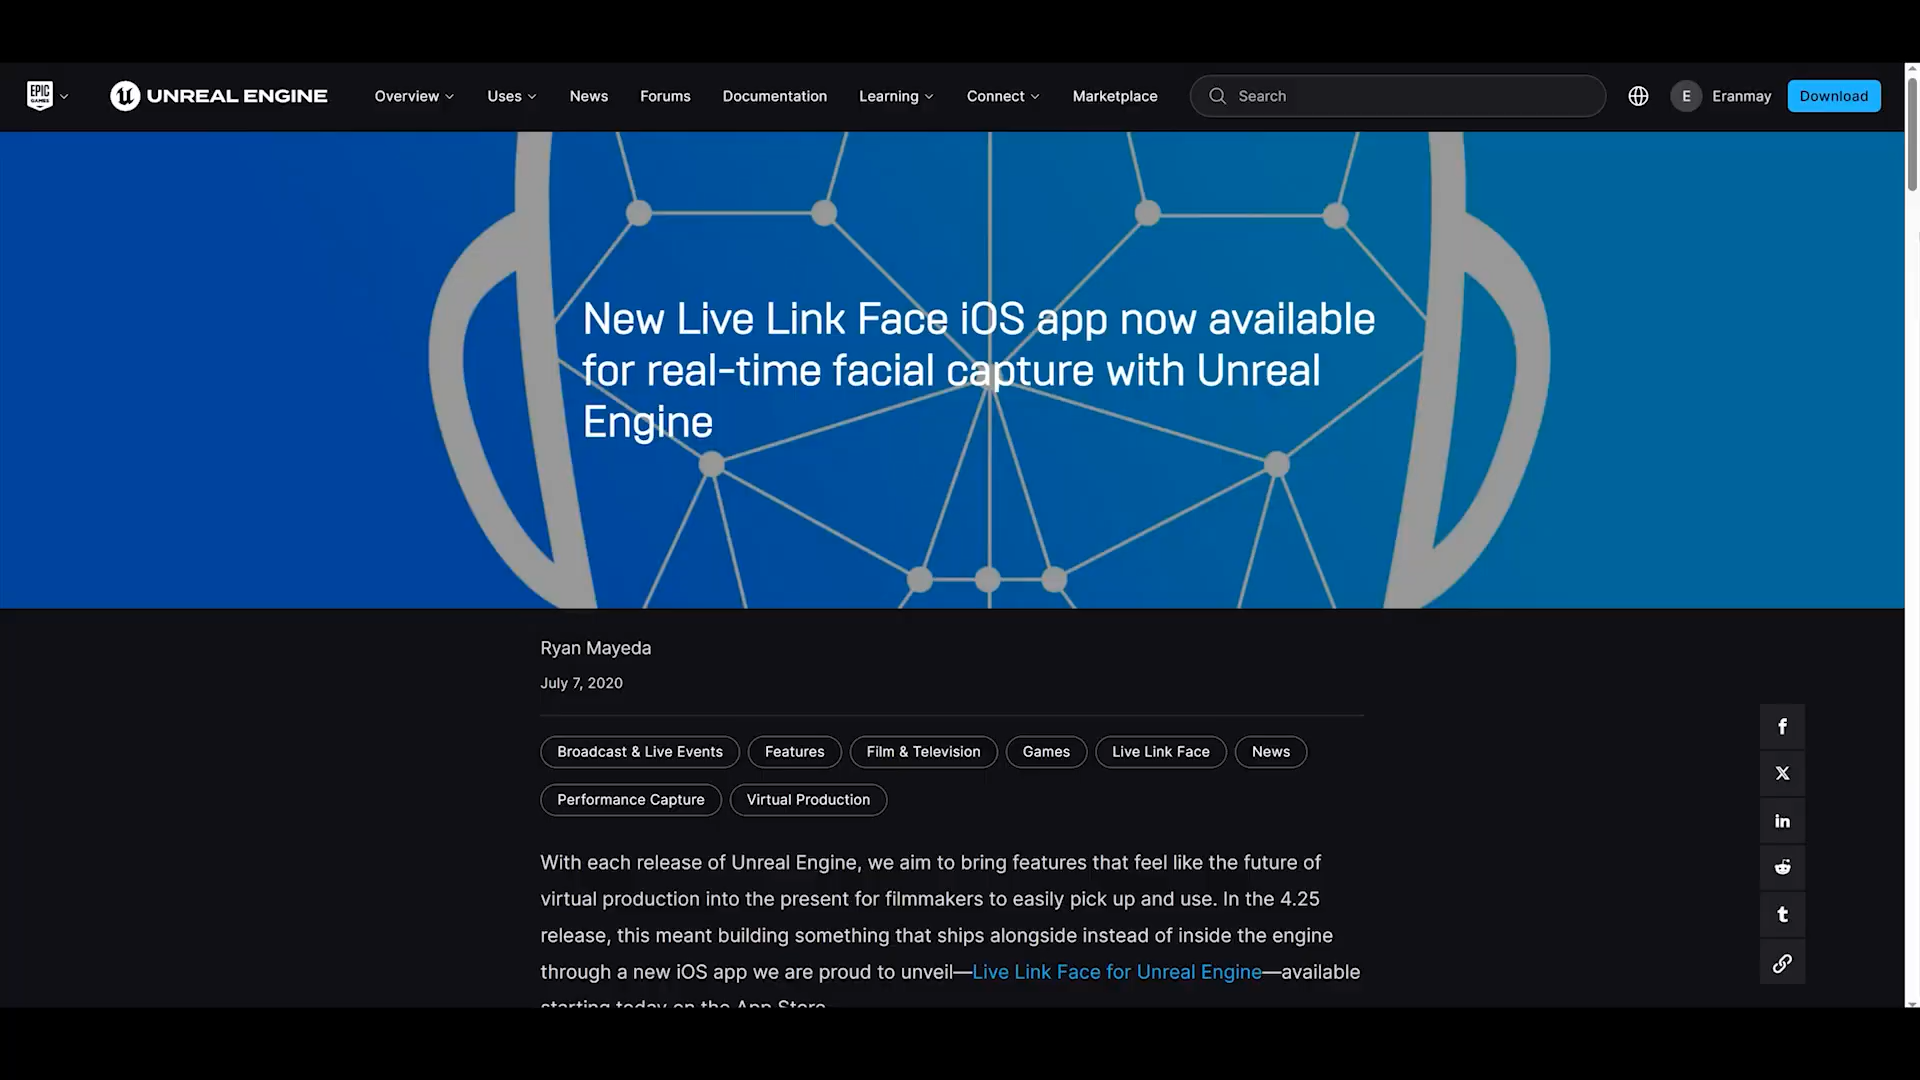 EPIC GAMES
UNREAL ENGINE
Overview
Uses
News
Forums
Documentation
Learning
Connect
Marketplace
Search
E
Eranmay
Download
New Live Link Face iOS app now available
for real-time facial capture with Unreal
Engine
Ryan Mayeda
July 7, 2020
Broadcast & Live Events
Features
Film & Television
Games
Live Link Face
News
Performance Capture
Virtual Production
With each release of Unreal Engine, we aim to bring features that feel like the future of
virtual production into the present for filmmakers to easily pick up and use. In the 4.25
release, this meant building something that ships alongside instead of inside the engine
through a new iOS app we are proud to unveil—Live Link Face for Unreal Engine—available
starting today on the App Store.